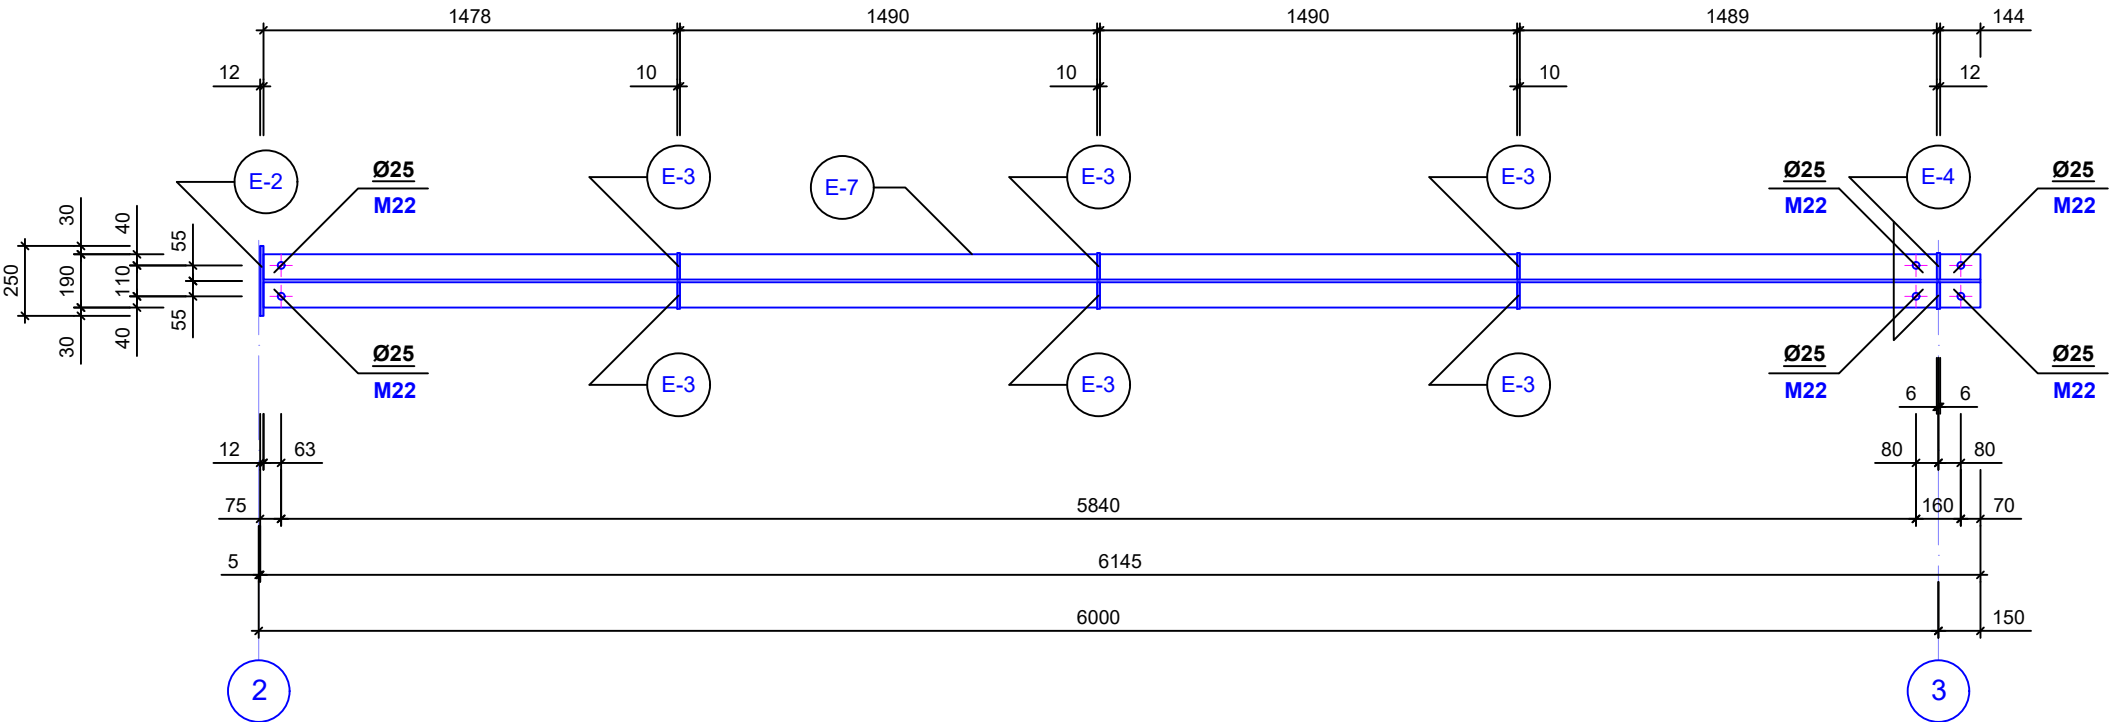 1478 1490 1490 1489 144
12 10 10 10 12
E-2 Ø25 E-3 E-7 E-3 E-3 Ø25 E-4 Ø25
M22 M22 M22
30 40 55
250 190 110
30 40 55
Ø25 E-3 E-3 E-3 Ø25 Ø25
M22 M22 M22
6 6
12 63 80 80
75 5840 160 70
5 6145
6000 150
2 3